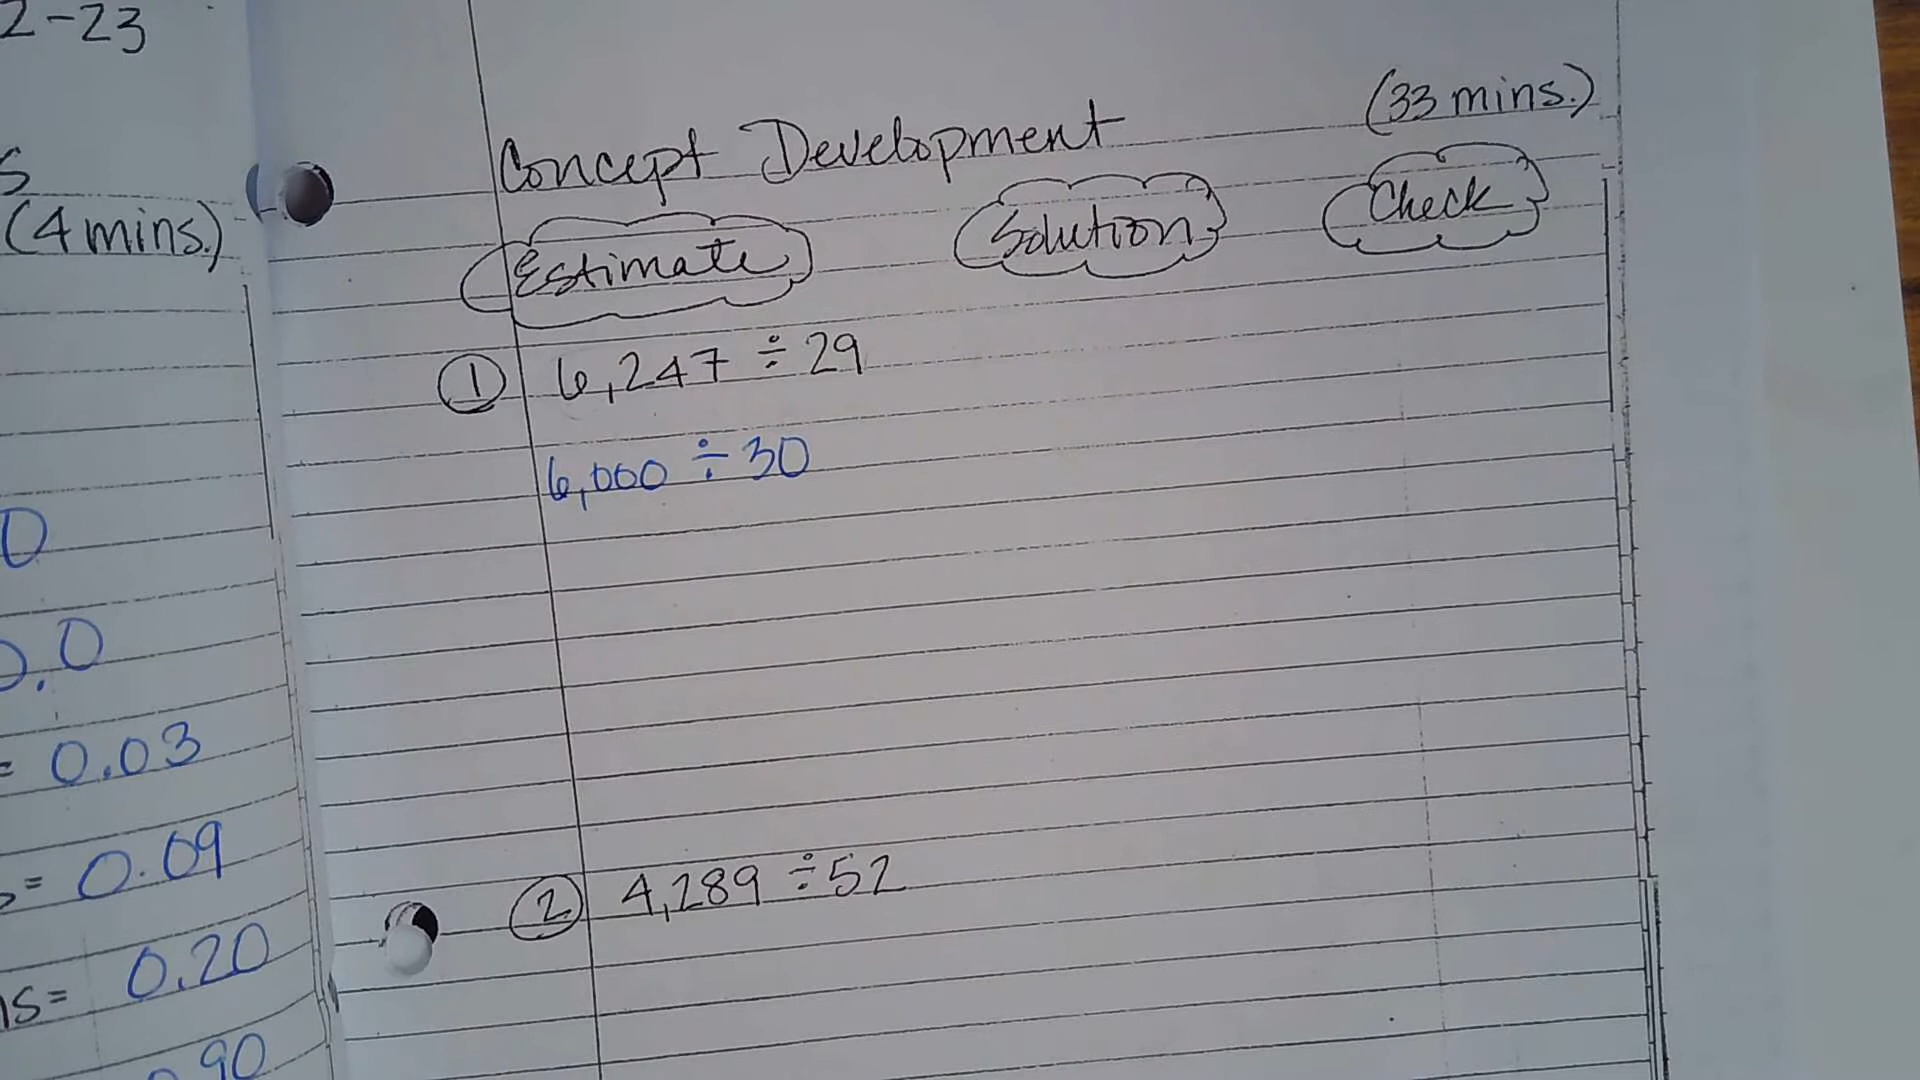 2-23
S
(4 mins.)
0
0.0
= 0.03
= 0.09
= 0.20
90
Concept Development (33 mins.)
Estimate Solution Check
1 6,247 ÷ 29
6,000 ÷ 30
2 4,289 ÷ 52